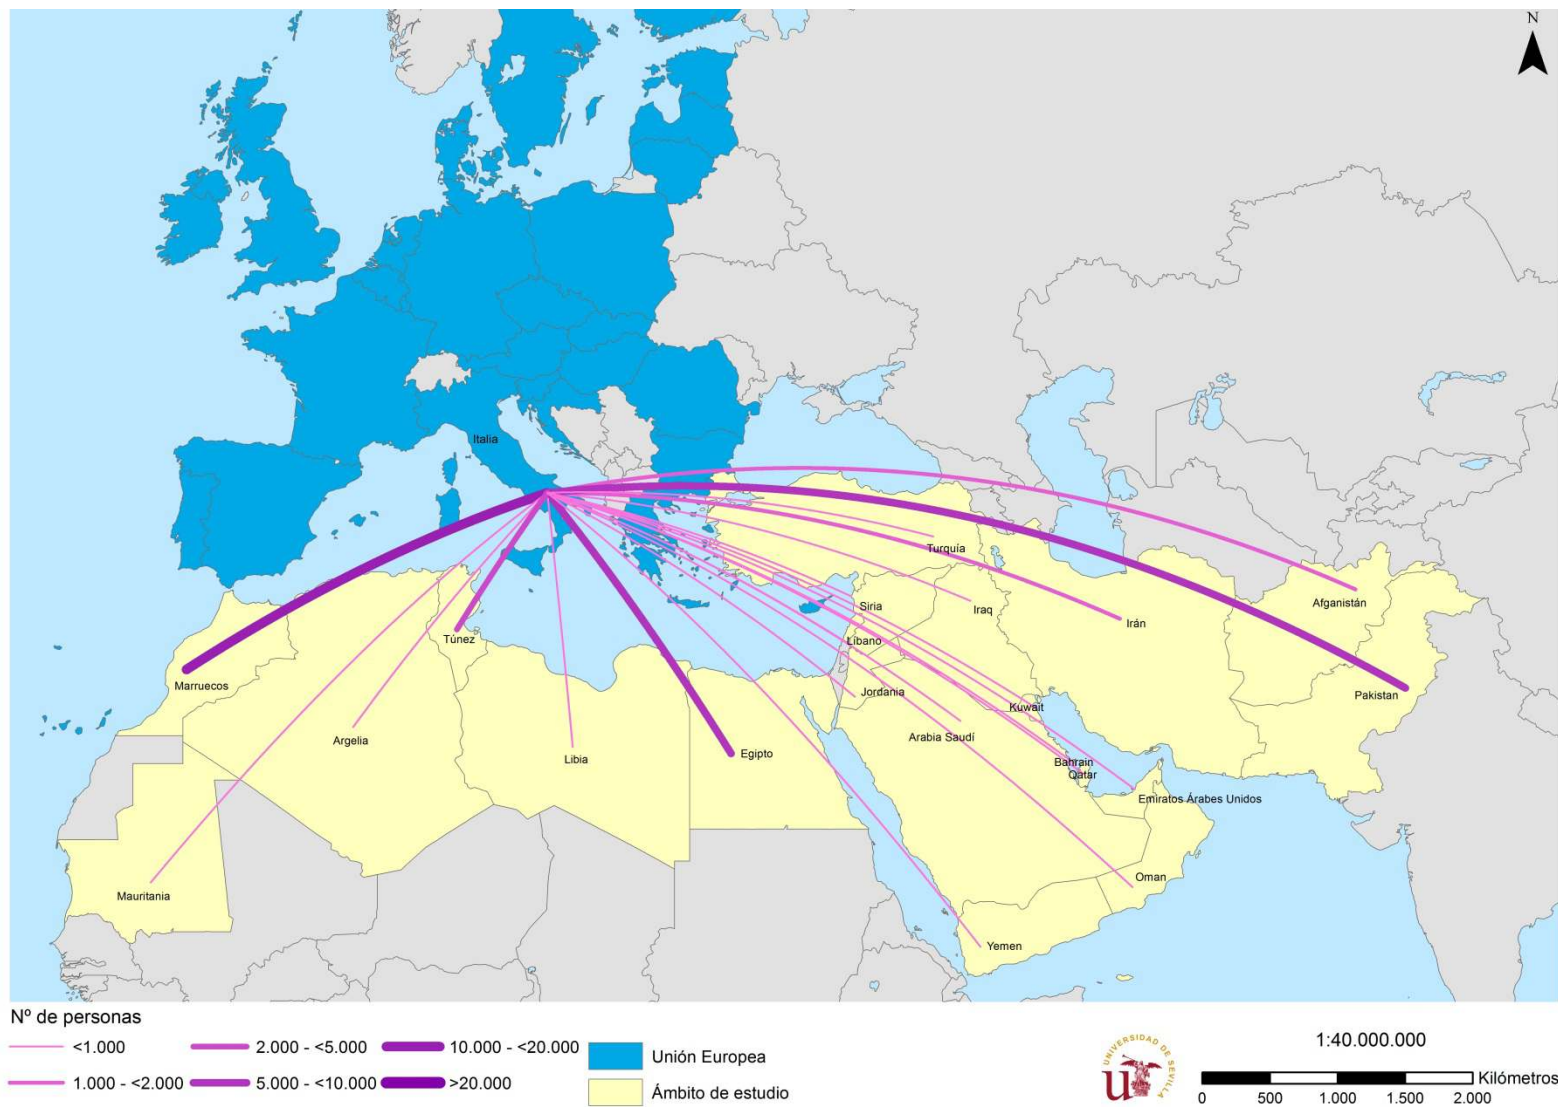 N
Italia
Turquía
Afganistán
Siria
Iraq
Irán
Túnez
Líbano
Marruecos
Jordania
Pakistan
Kuwait
Argelia
Arabia Saudí
Libia
Egipto
Bahrain
Qatar
Emiratos Árabes Unidos
Mauritania
Oman
Yemen
Nº de personas
<1.000
2.000 - <5.000
10.000 - <20.000
1.000 - <2.000
5.000 - <10.000
>20.000
Unión Europea
Ámbito de estudio
UNIVERSIDAD DE SEVILLA
u
1:40.000.000
Kilómetros
0 500 1.000 1.500 2.000